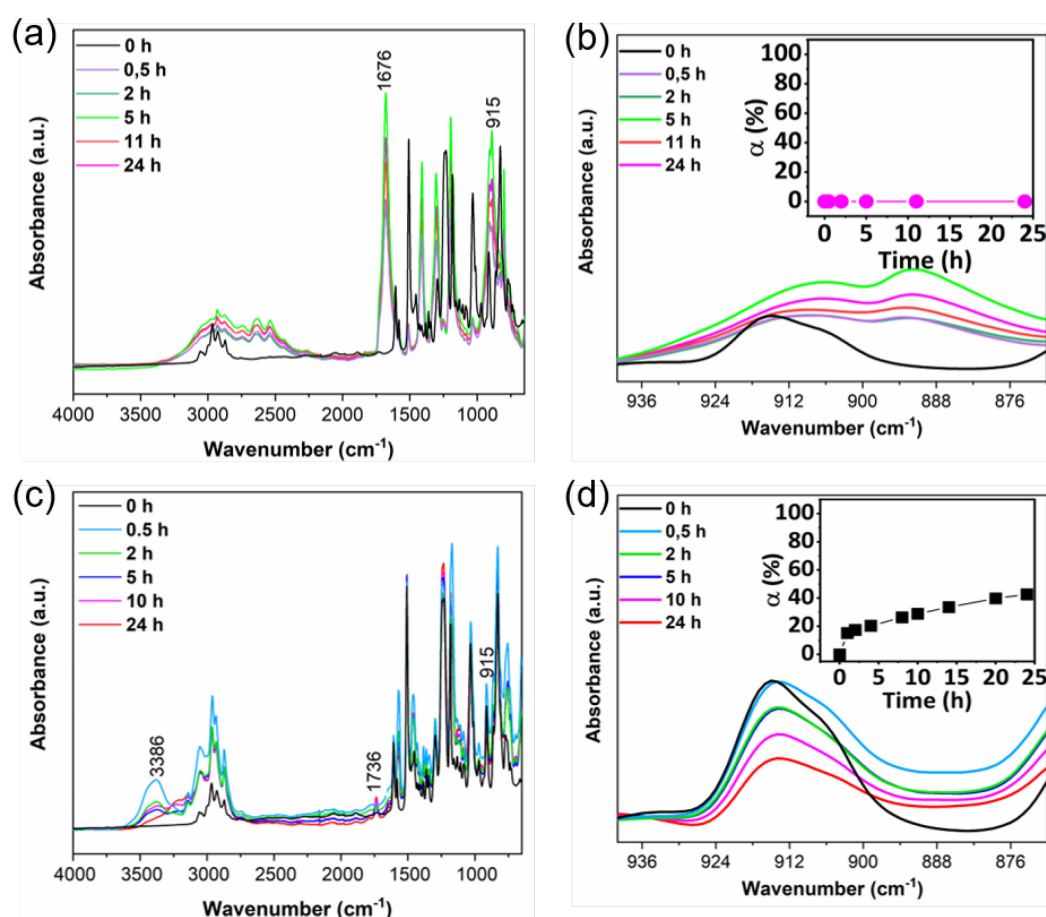 (a)
0 h
0,5 h
2 h
5 h
11 h
24 h
1676
915
Absorbance (a.u.)
4000 3500 3000 2500 2000 1500 1000
Wavenumber (cm⁻¹)
(b)
0 h
0,5 h
2 h
5 h
11 h
24 h
100
80
60
40
20
0
α (%)
0 5 10 15 20 25
Time (h)
Absorbance (a.u.)
936 924 912 900 888 876
Wavenumber (cm⁻¹)
(c)
0 h
0.5 h
2 h
5 h
10 h
24 h
3386
1736
915
Absorbance (a.u.)
4000 3500 3000 2500 2000 1500 1000
Wavenumber (cm⁻¹)
(d)
0 h
0,5 h
2 h
5 h
10 h
24 h
100
80
60
40
20
0
α (%)
0 5 10 15 20 25
Time (h)
Absorbance (a.u.)
936 924 912 900 888 876
Wavenumber (cm⁻¹)